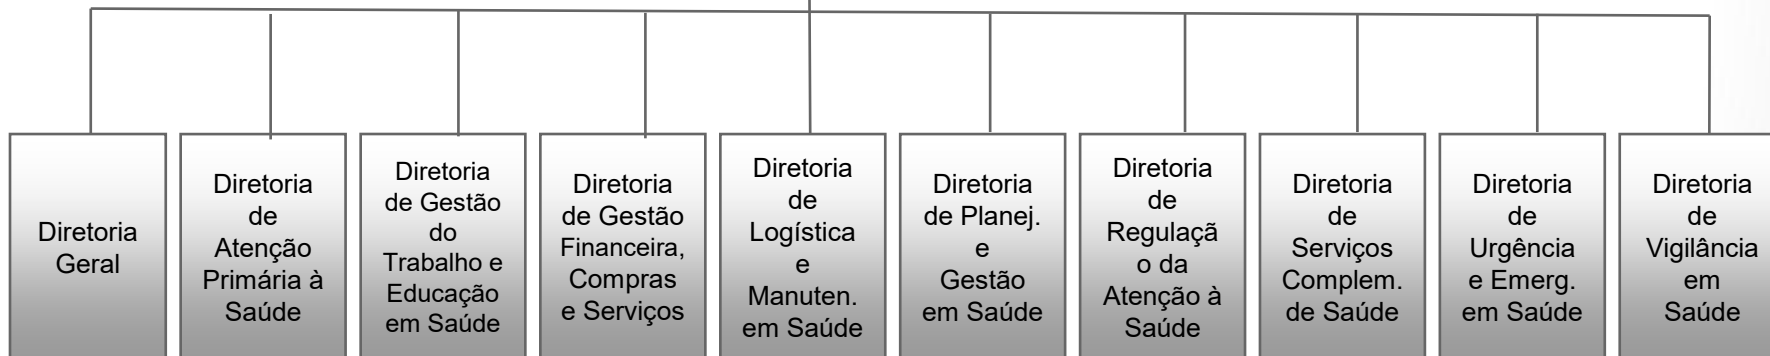 Diretoria
Geral
Diretoria
de
Atenção
Primária à
Saúde
Diretoria
de Gestão
do
Trabalho e
Educação
em Saúde
Diretoria
de Gestão
Financeira,
Compras
e Serviços
Diretoria
de
Logística
e
Manuten.
em Saúde
Diretoria
de Planej.
e
Gestão
em Saúde
Diretoria
de
Regulaçã
o da
Atenção à
Saúde
Diretoria
de
Serviços
Complem.
de Saúde
Diretoria
de
Urgência
e Emerg.
em Saúde
Diretoria
de
Vigilância
em
Saúde